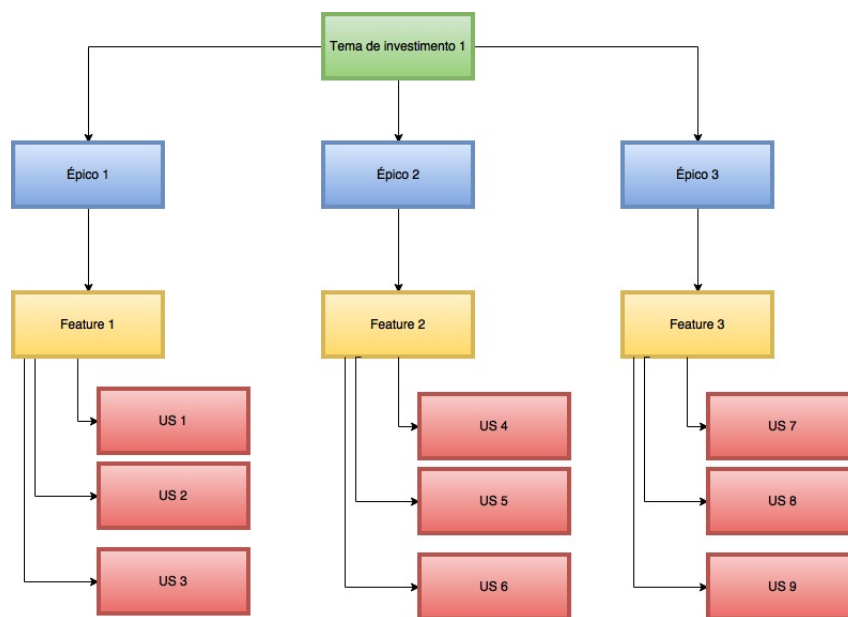 Tema de investimento 1
Épico 1
Épico 2
Épico 3
Feature 1
Feature 2
Feature 3
US 1
US 2
US 3
US 4
US 5
US 6
US 7
US 8
US 9